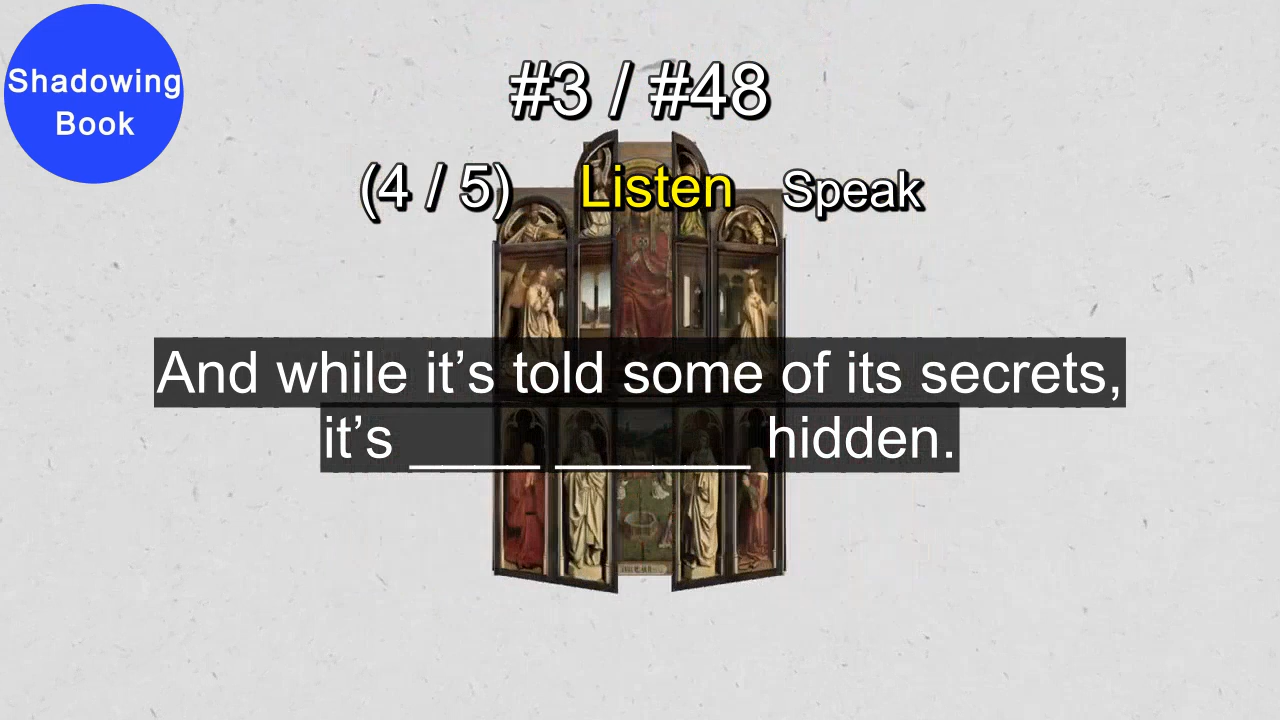 Shadowing
Book
#3 / #48
(4 / 5) Listen Speak
And while it’s told some of its secrets,
it’s ____ ______ hidden.